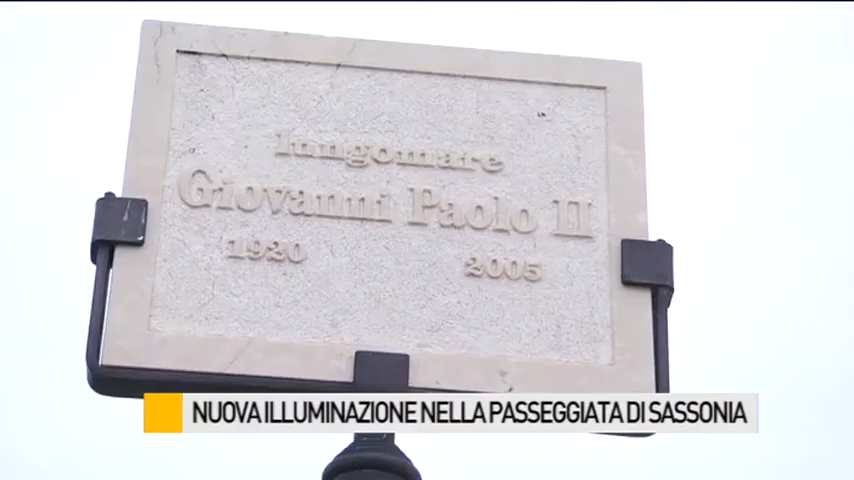 lungomare
Giovanni Paolo II
1920 2005
NUOVA ILLUMINAZIONE NELLA PASSEGGIATA DI SASSONIA